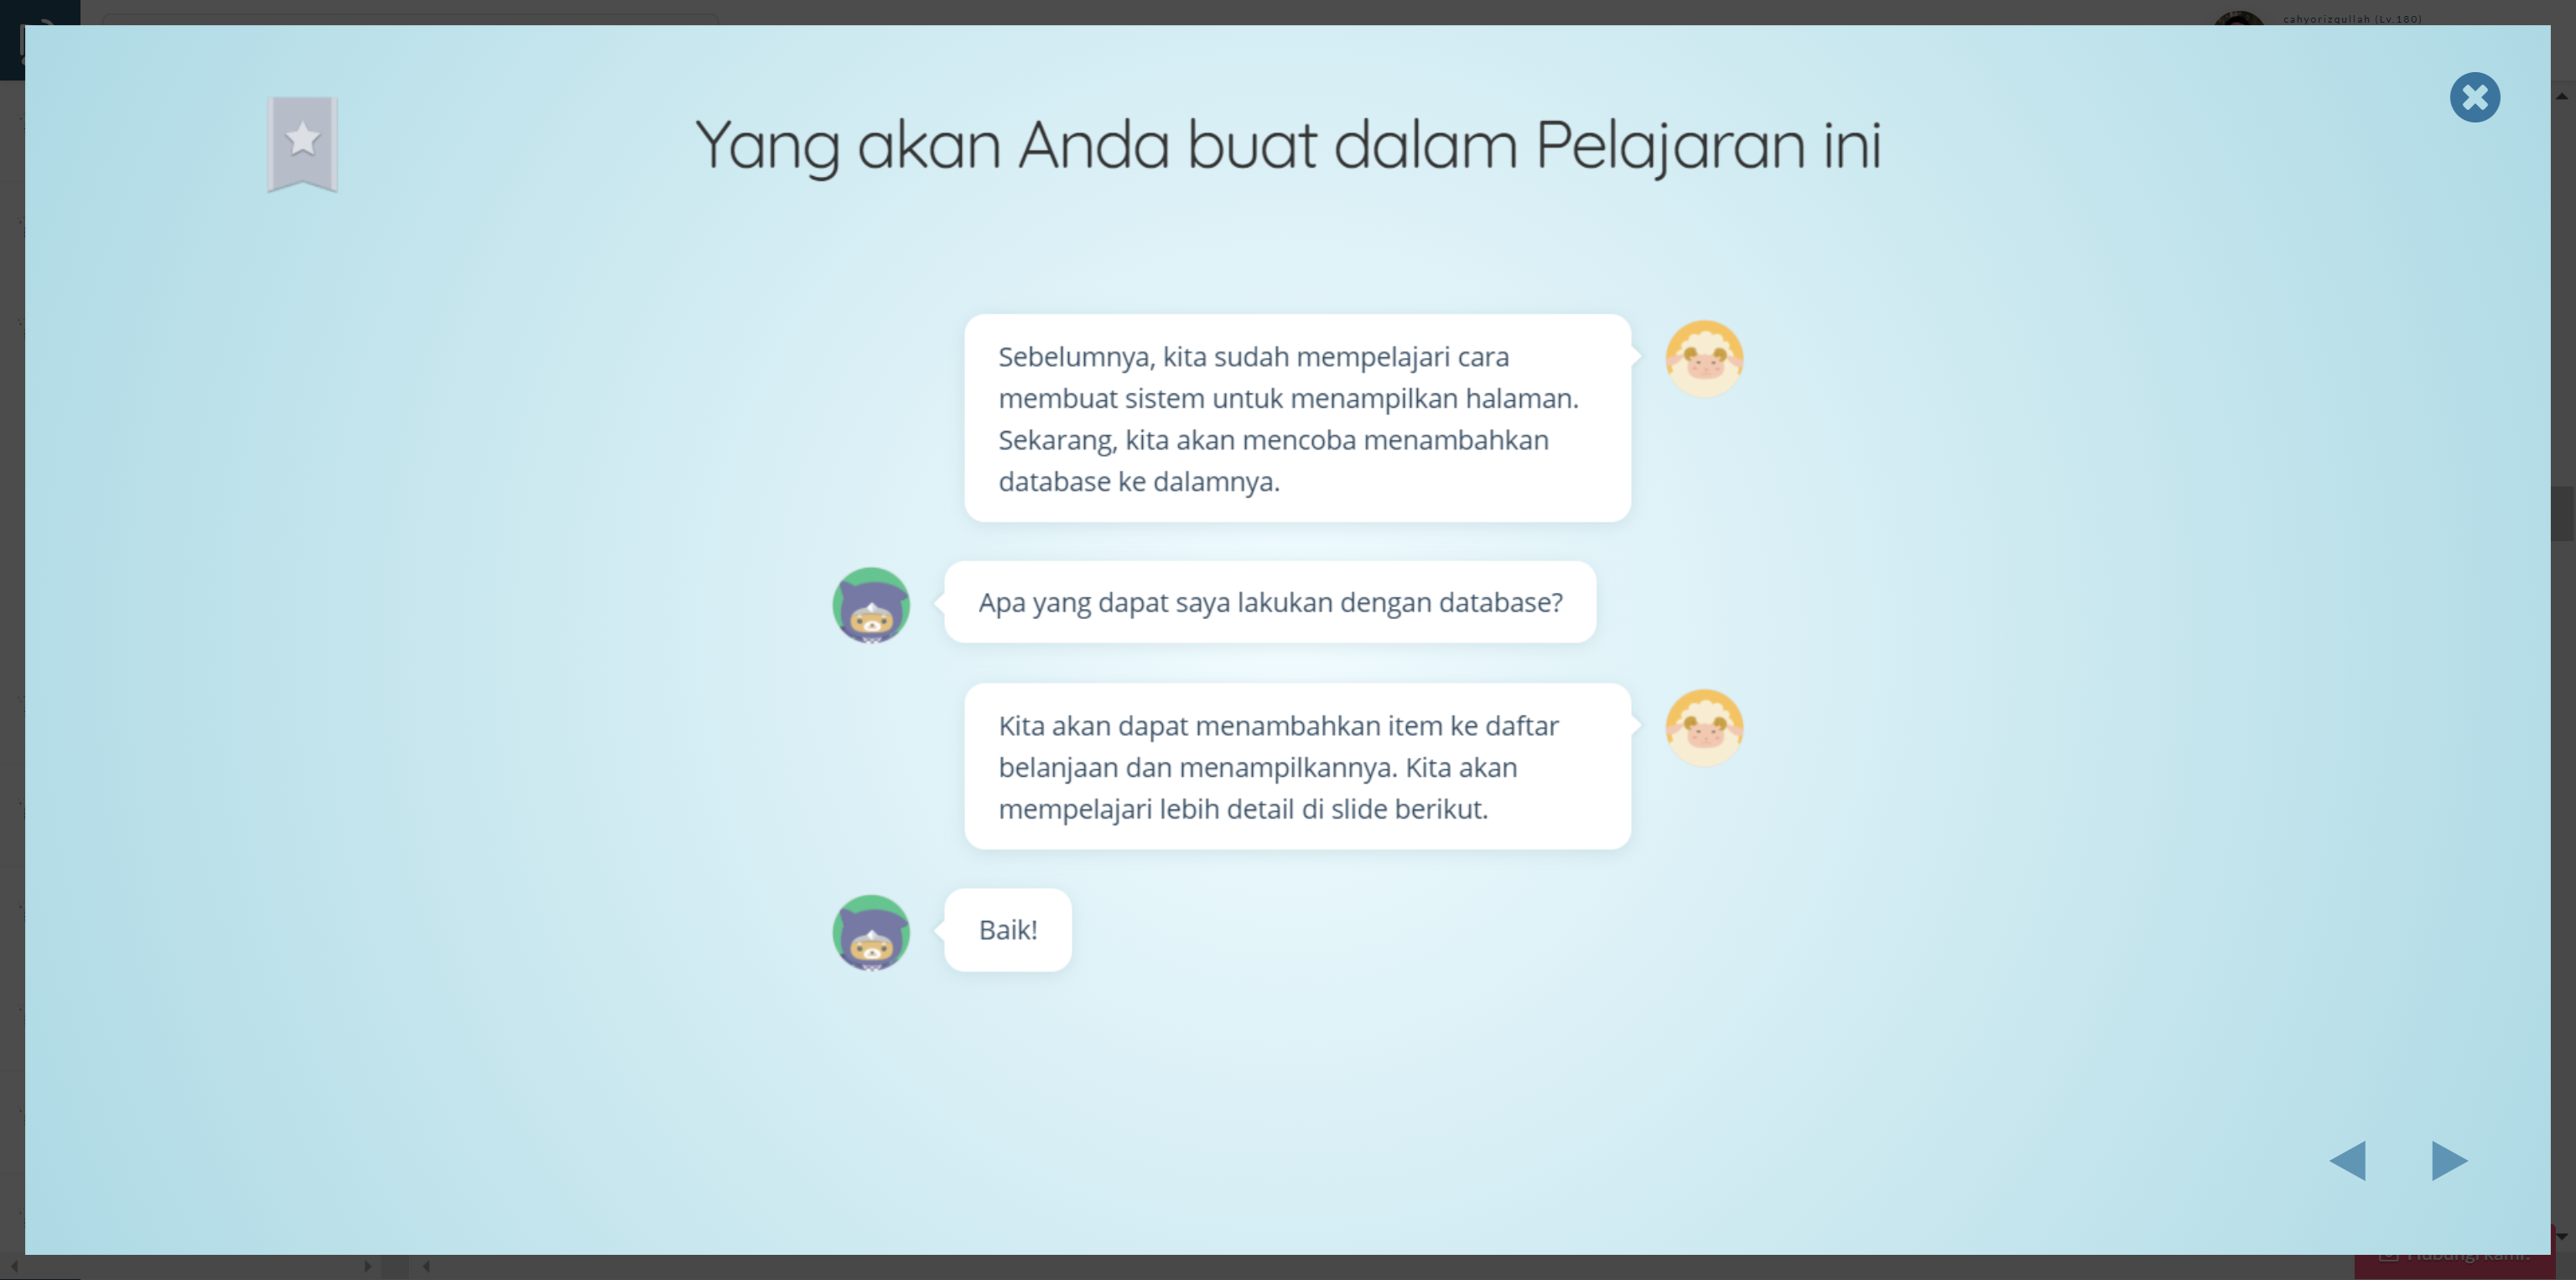 cahyorizqullah (Lv.180)
Yang akan Anda buat dalam Pelajaran ini
Sebelumnya, kita sudah mempelajari cara
membuat sistem untuk menampilkan halaman.
Sekarang, kita akan mencoba menambahkan
database ke dalamnya.
Apa yang dapat saya lakukan dengan database?
Kita akan dapat menambahkan item ke daftar
belanjaan dan menampilkannya. Kita akan
mempelajari lebih detail di slide berikut.
Baik!
Hubungi kami!